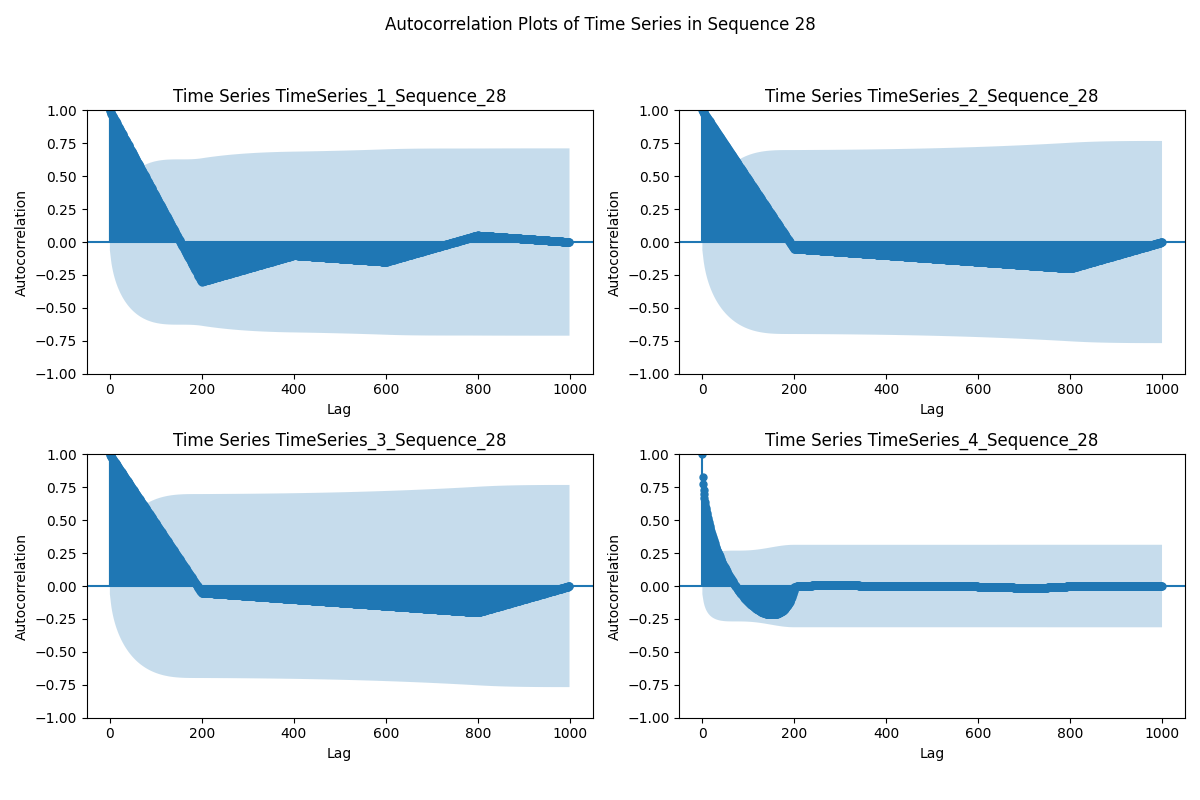 Autocorrelation Plots of Time Series in Sequence 28
Time Series TimeSeries_1_Sequence_28
1.00
0.75
0.50
0.25
0.00
−0.25
−0.50
−0.75
−1.00
Autocorrelation
0 200 400 600 800 1000
Lag
Time Series TimeSeries_2_Sequence_28
1.00
0.75
0.50
0.25
0.00
−0.25
−0.50
−0.75
−1.00
Autocorrelation
0 200 400 600 800 1000
Lag
Time Series TimeSeries_3_Sequence_28
1.00
0.75
0.50
0.25
0.00
−0.25
−0.50
−0.75
−1.00
Autocorrelation
0 200 400 600 800 1000
Lag
Time Series TimeSeries_4_Sequence_28
1.00
0.75
0.50
0.25
0.00
−0.25
−0.50
−0.75
−1.00
Autocorrelation
0 200 400 600 800 1000
Lag